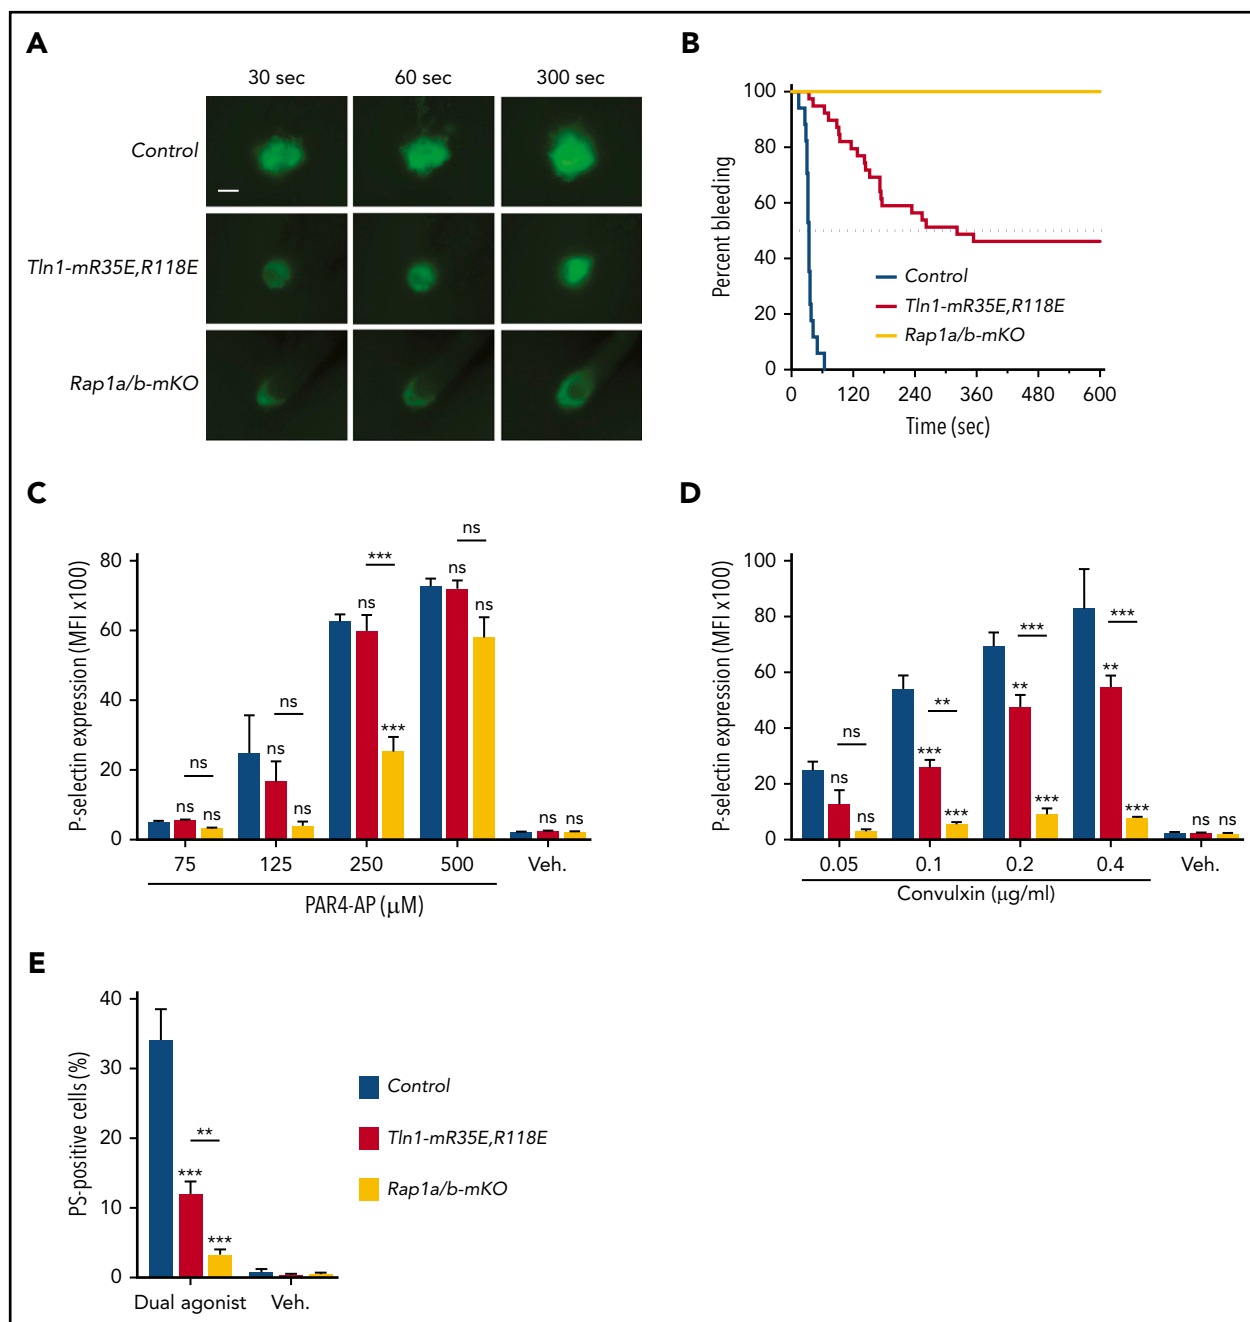 A
30 sec
60 sec
300 sec
Control
Tln1-mR35E,R118E
Rap1a/b-mKO
B
Percent bleeding
100
80
60
40
20
0
0
120
240
360
480
600
Time (sec)
Control
Tln1-mR35E,R118E
Rap1a/b-mKO
C
P-selectin expression (MFI x100)
80
60
40
20
0
ns
ns
ns
ns
ns
ns
***
ns
***
ns
ns
ns
ns
ns
75
125
250
500
Veh.
PAR4-AP (μM)
D
P-selectin expression (MFI x100)
100
80
60
40
20
0
ns
ns
ns
**
***
***
***
**
***
***
**
***
ns
ns
0.05
0.1
0.2
0.4
Veh.
Convulxin (μg/ml)
E
PS-positive cells (%)
40
30
20
10
0
**
***
***
Dual agonist
Veh.
Control
Tln1-mR35E,R118E
Rap1a/b-mKO